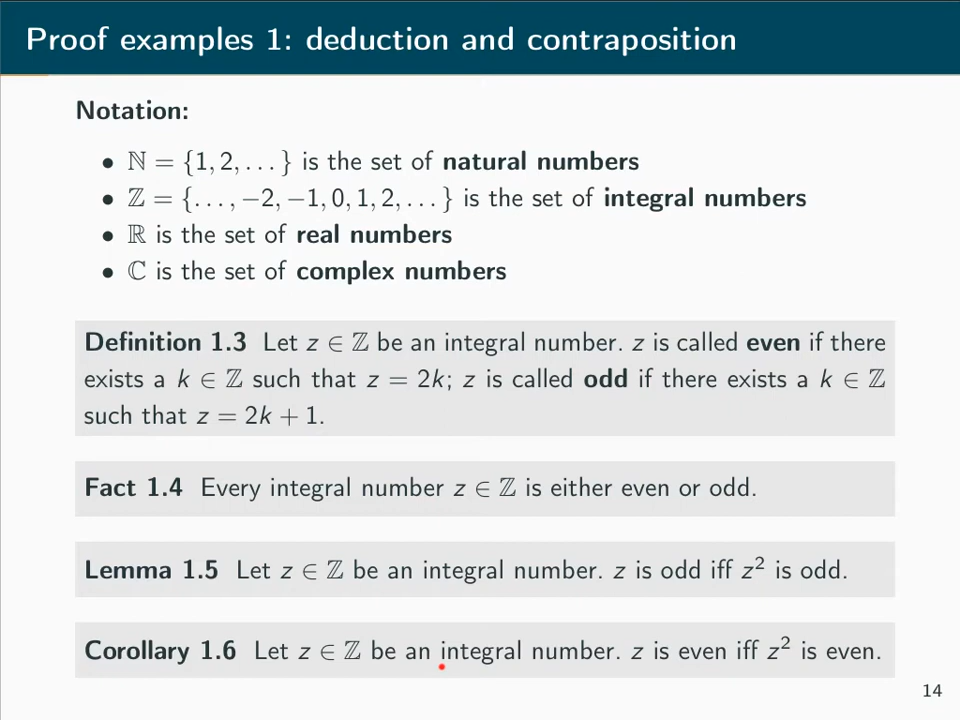 Proof examples 1: deduction and contraposition
Notation:
• ℕ = {1, 2, . . . } is the set of natural numbers
• ℤ = {. . . , −2, −1, 0, 1, 2, . . . } is the set of integral numbers
• ℝ is the set of real numbers
• ℂ is the set of complex numbers
Definition 1.3 Let z ∈ ℤ be an integral number. z is called even if there
exists a k ∈ ℤ such that z = 2k; z is called odd if there exists a k ∈ ℤ
such that z = 2k + 1.
Fact 1.4 Every integral number z ∈ ℤ is either even or odd.
Lemma 1.5 Let z ∈ ℤ be an integral number. z is odd iff z² is odd.
Corollary 1.6 Let z ∈ ℤ be an integral number. z is even iff z² is even.
14